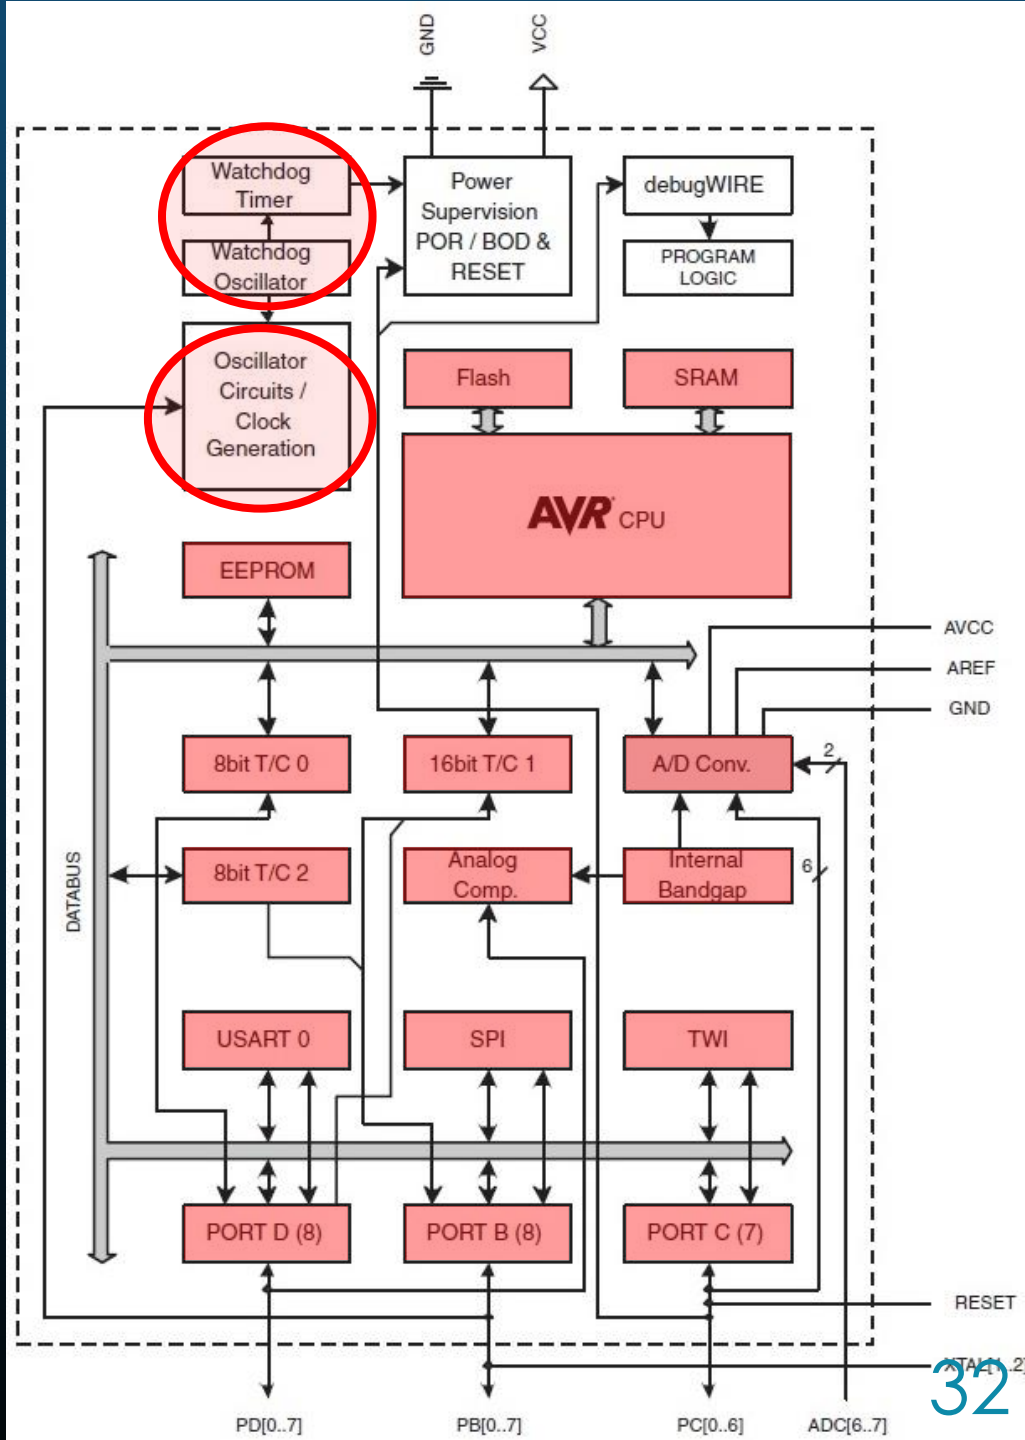 GND
VCC
Watchdog
Timer
Watchdog
Oscillator
Power
Supervision
POR / BOD &
RESET
debugWIRE
PROGRAM
LOGIC
Oscillator
Circuits /
Clock
Generation
Flash
SRAM
AVR CPU
EEPROM
AVCC
AREF
GND
8bit T/C 0
16bit T/C 1
A/D Conv.
2
DATABUS
8bit T/C 2
Analog
Comp.
Internal
Bandgap
6
USART 0
SPI
TWI
PORT D (8)
PORT B (8)
PORT C (7)
RESET
XTAL[1..2]
32
PD[0..7]
PB[0..7]
PC[0..6]
ADC[6..7]